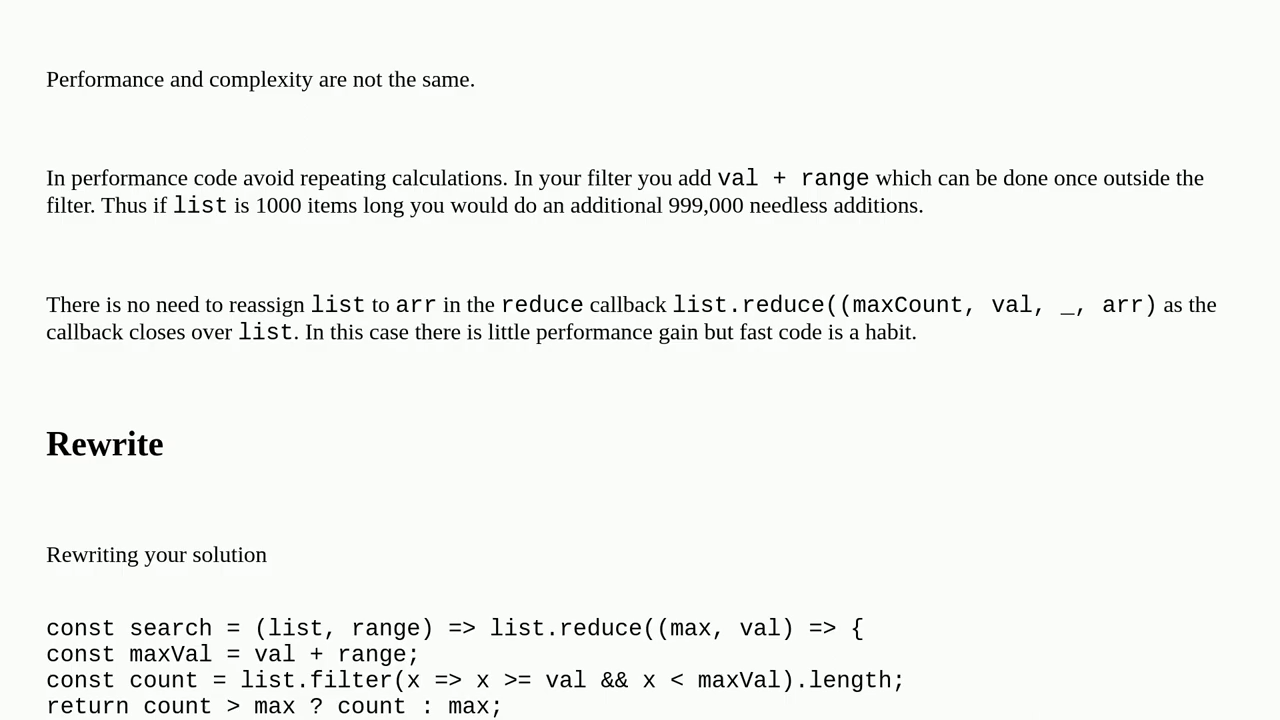 Performance and complexity are not the same.
In performance code avoid repeating calculations. In your filter you add val + range which can be done once outside the
filter. Thus if list is 1000 items long you would do an additional 999,000 needless additions.
There is no need to reassign list to arr in the reduce callback list.reduce((maxCount, val, _, arr) as the
callback closes over list. In this case there is little performance gain but fast code is a habit.
Rewrite
Rewriting your solution
const search = (list, range) => list.reduce((max, val) => {
const maxVal = val + range;
const count = list.filter(x => x >= val && x < maxVal).length;
return count > max ? count : max;